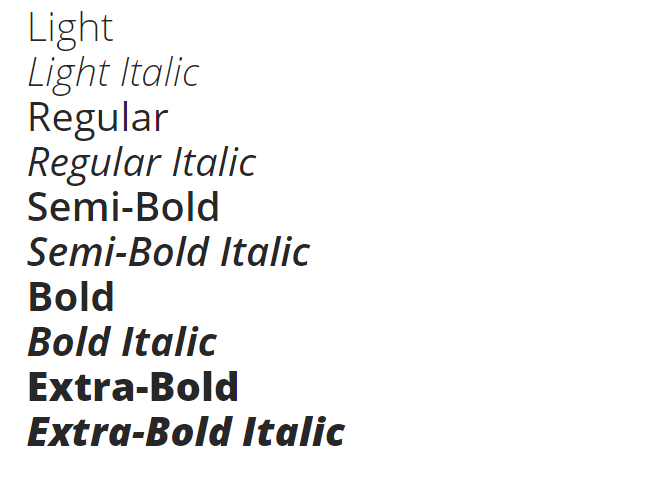 Light
Light Italic
Regular
Regular Italic
Semi-Bold
Semi-Bold Italic
Bold
Bold Italic
Extra-Bold
Extra-Bold Italic